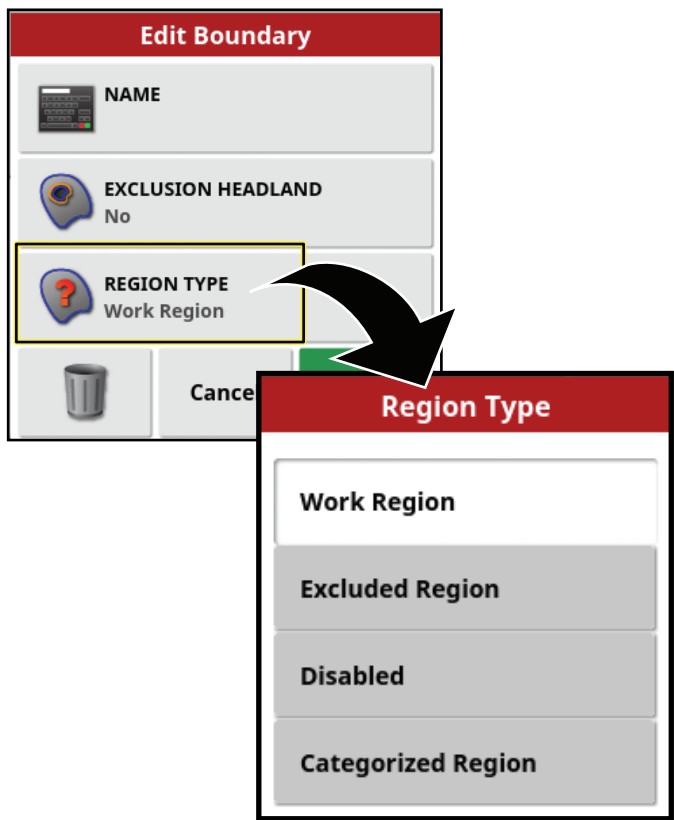 Edit Boundary
NAME
EXCLUSION HEADLAND
No
REGION TYPE
Work Region
Cance
Region Type
Work Region
Excluded Region
Disabled
Categorized Region